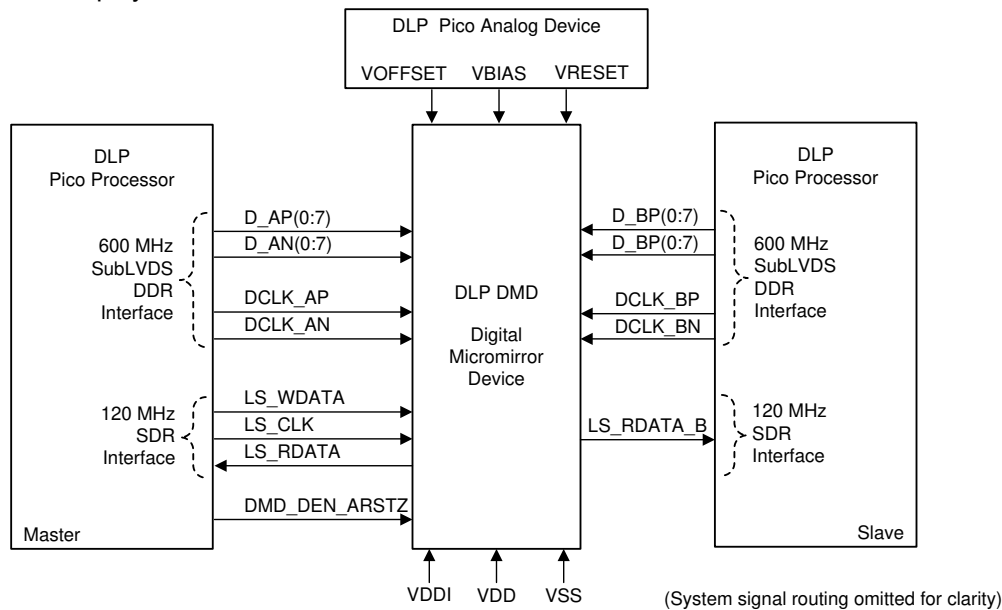 DLP Pico Analog Device
VOFFSET VBIAS VRESET
DLP
Pico Processor
600 MHz
SubLVDS
DDR
Interface
120 MHz
SDR
Interface
Master
D_AP(0:7)
D_AN(0:7)
DCLK_AP
DCLK_AN
LS_WDATA
LS_CLK
LS_RDATA
DMD_DEN_ARSTZ
DLP DMD
Digital
Micromirror
Device
D_BP(0:7)
D_BP(0:7)
DCLK_BP
DCLK_BN
LS_RDATA_B
DLP
Pico Processor
600 MHz
SubLVDS
DDR
Interface
120 MHz
SDR
Interface
Slave
VDDI VDD VSS
(System signal routing omitted for clarity)